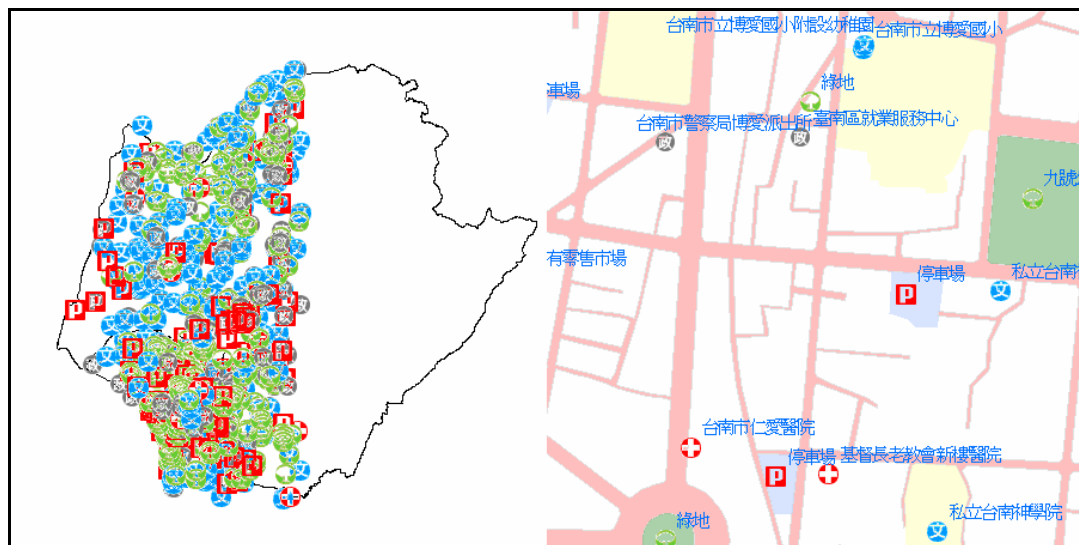 台南市立博愛國小附設幼稚園
台南市立博愛國小
綠地
車場
台南市警察局博愛派出所
臺南區就業服務中心
九號
有零售市場
停車場
私立台南
台南市仁愛醫院
停車場
基督長老教會新樓醫院
私立台南神學院
綠地